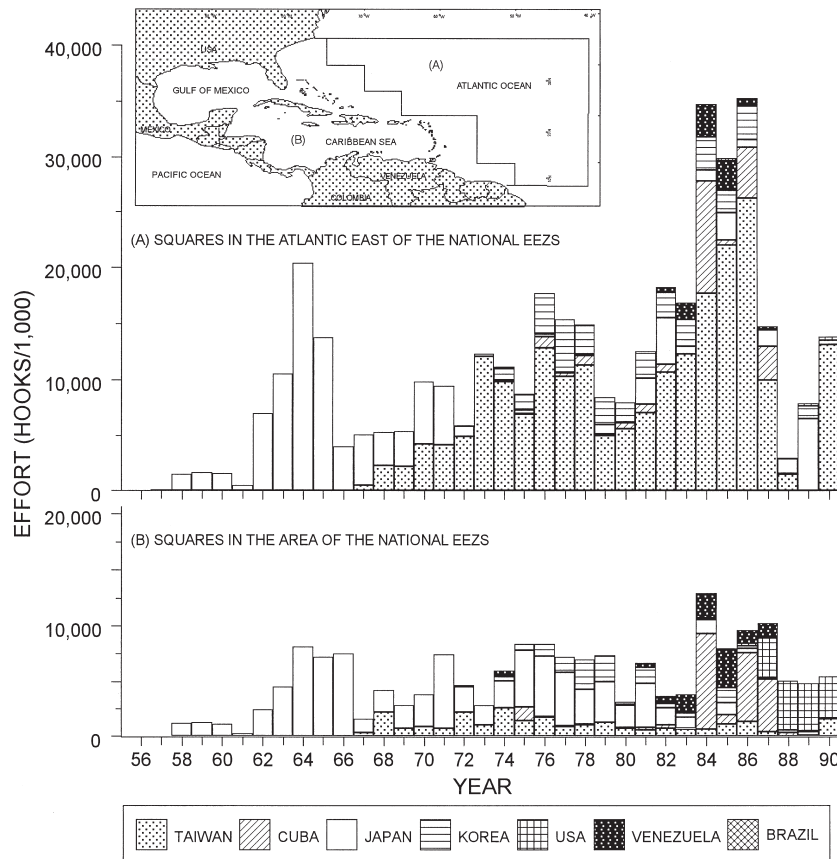 40,000
30,000
20,000
10,000
0
EFFORT (HOOKS/1,000)
USA
GULF OF MEXICO
MEXICO
(A)
ATLANTIC OCEAN
(B)
CARIBBEAN SEA
PACIFIC OCEAN
VENEZUELA
COLOMBIA
(A) SQUARES IN THE ATLANTIC EAST OF THE NATIONAL EEZS
20,000
10,000
0
(B) SQUARES IN THE AREA OF THE NATIONAL EEZS
56 58 60 62 64 66 68 70 72 74 76 78 80 82 84 86 88 90
YEAR
TAIWAN CUBA JAPAN KOREA USA VENEZUELA BRAZIL